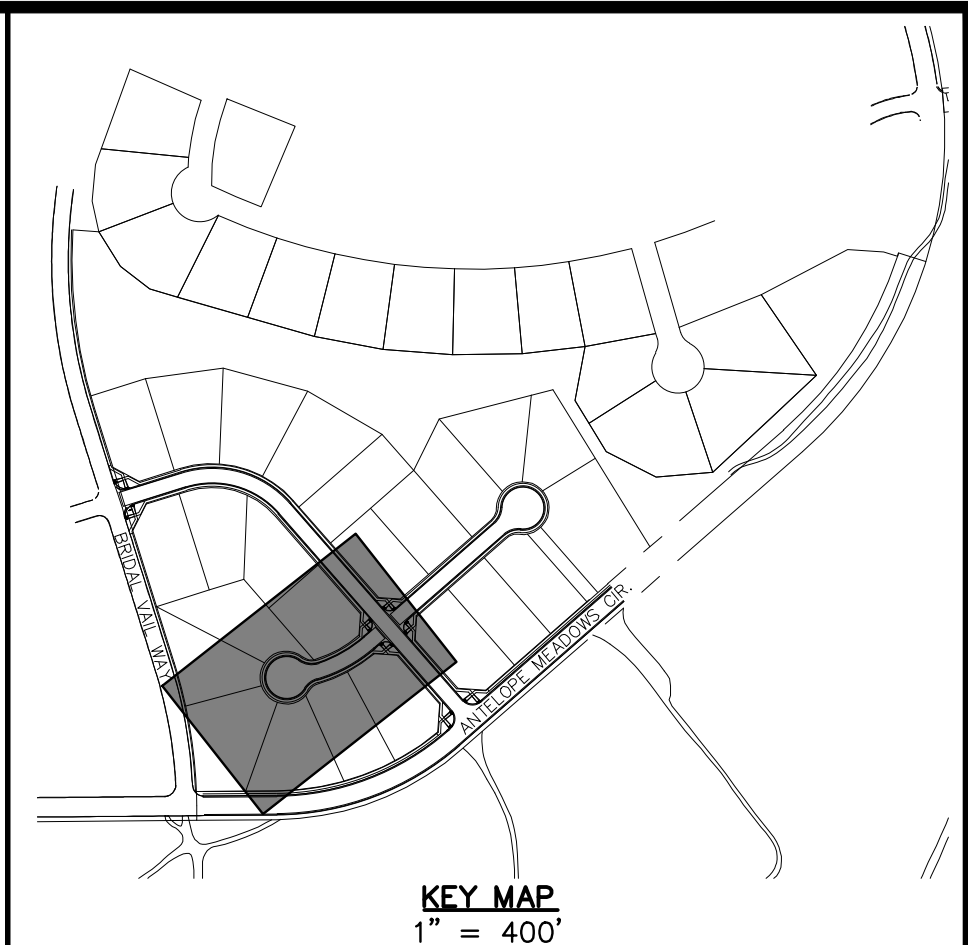 BRIDAL VAIL WAY
ANTELOPE MEADOWS CIR.
KEY MAP
1” = 400’